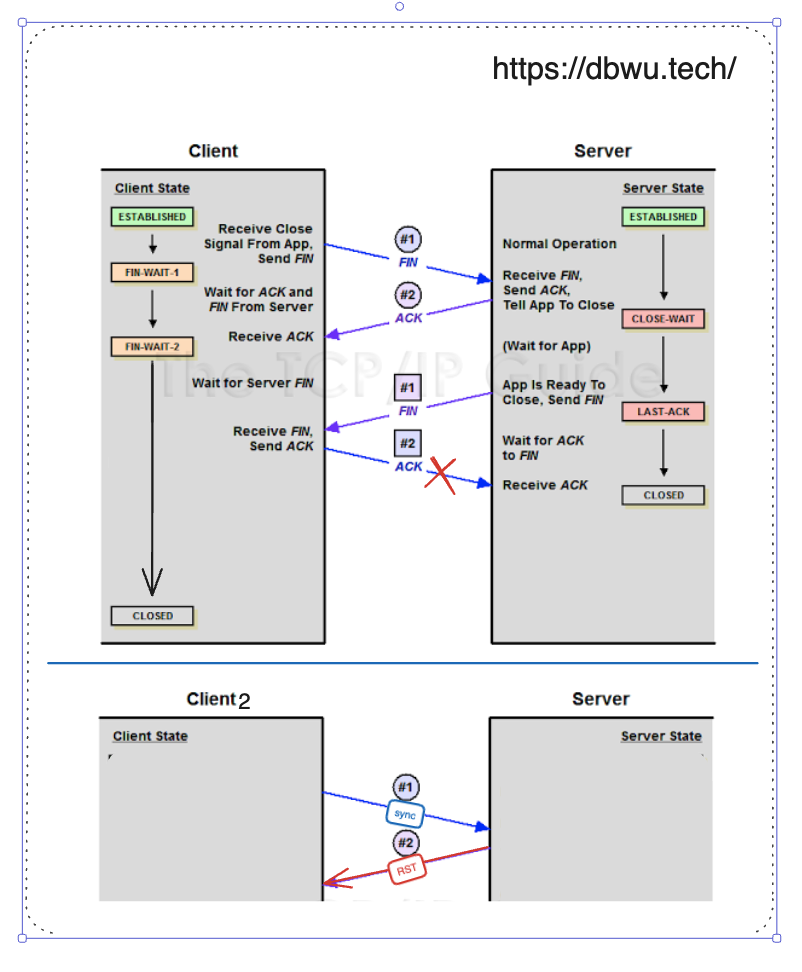 https://dbwu.tech/
Client
Server
Client State
Server State
ESTABLISHED
ESTABLISHED
Receive Close
Signal From App,
Send FIN
#1
FIN
Normal Operation
FIN-WAIT-1
Receive FIN,
Send ACK,
Tell App To Close
Wait for ACK and
FIN From Server
#2
ACK
CLOSE-WAIT
Receive ACK
FIN-WAIT-2
(Wait for App)
The TCP/IP Guide
Wait for Server FIN
#1
FIN
App Is Ready To
Close, Send FIN
LAST-ACK
Receive FIN,
Send ACK
#2
ACK
Wait for ACK
to FIN
Receive ACK
CLOSED
CLOSED
Client 2
Server
Client State
Server State
#1
sync
#2
RST